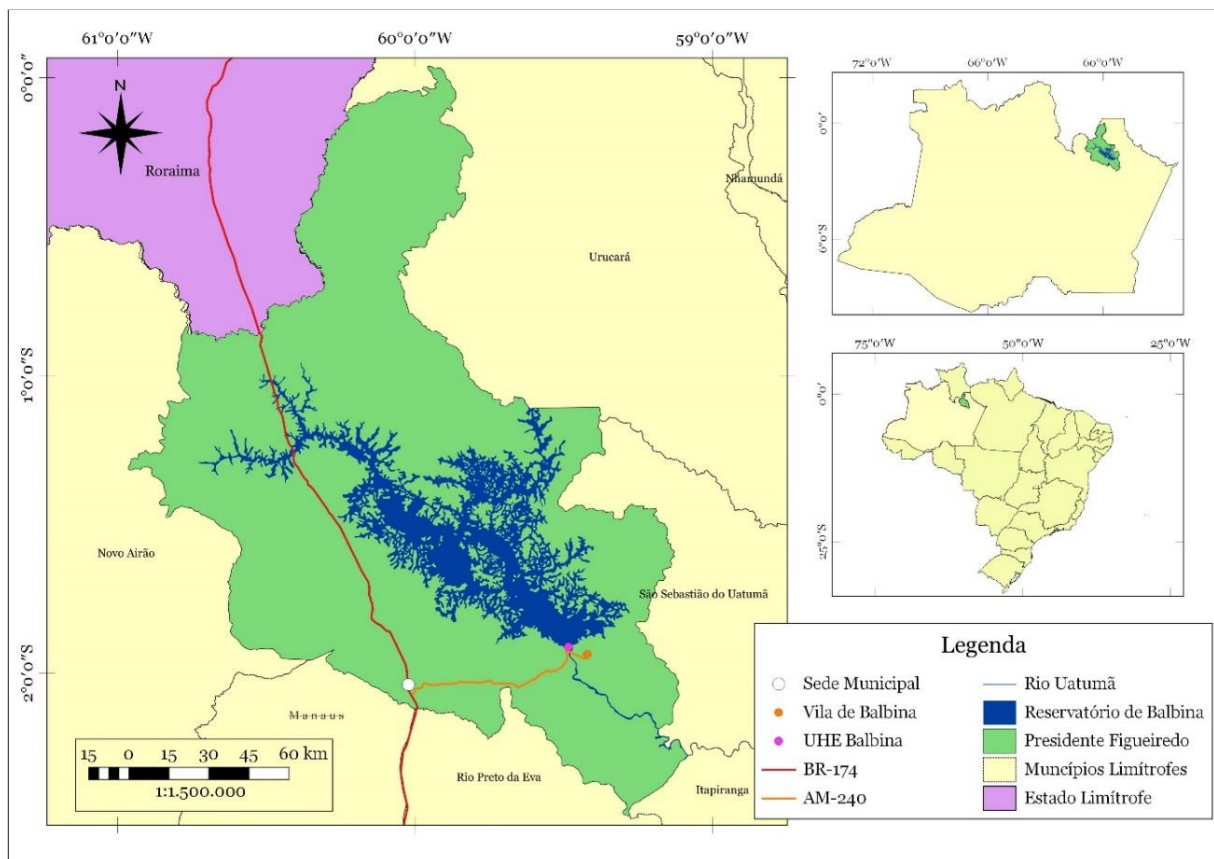 61°0′0″W 60°0′0″W 59°0′0″W
0°0′0″
1°0′0″S
2°0′0″S
N
Roraima
Nhamundá
Urucará
Novo Airão
São Sebastião do Uatumã
Manaus
Rio Preto da Eva
Itapiranga
15 0 15 30 45 60 km
1:1.500.000
72°0′W 66°0′W 60°0′W
0°0′
6°0′S
75°0′W 50°0′W 25°0′W
0°0′
25°0′S
Legenda
Sede Municipal
Vila de Balbina
UHE Balbina
BR-174
AM-240
Rio Uatumã
Reservatório de Balbina
Presidente Figueiredo
Muncípios Limítrofes
Estado Limítrofe